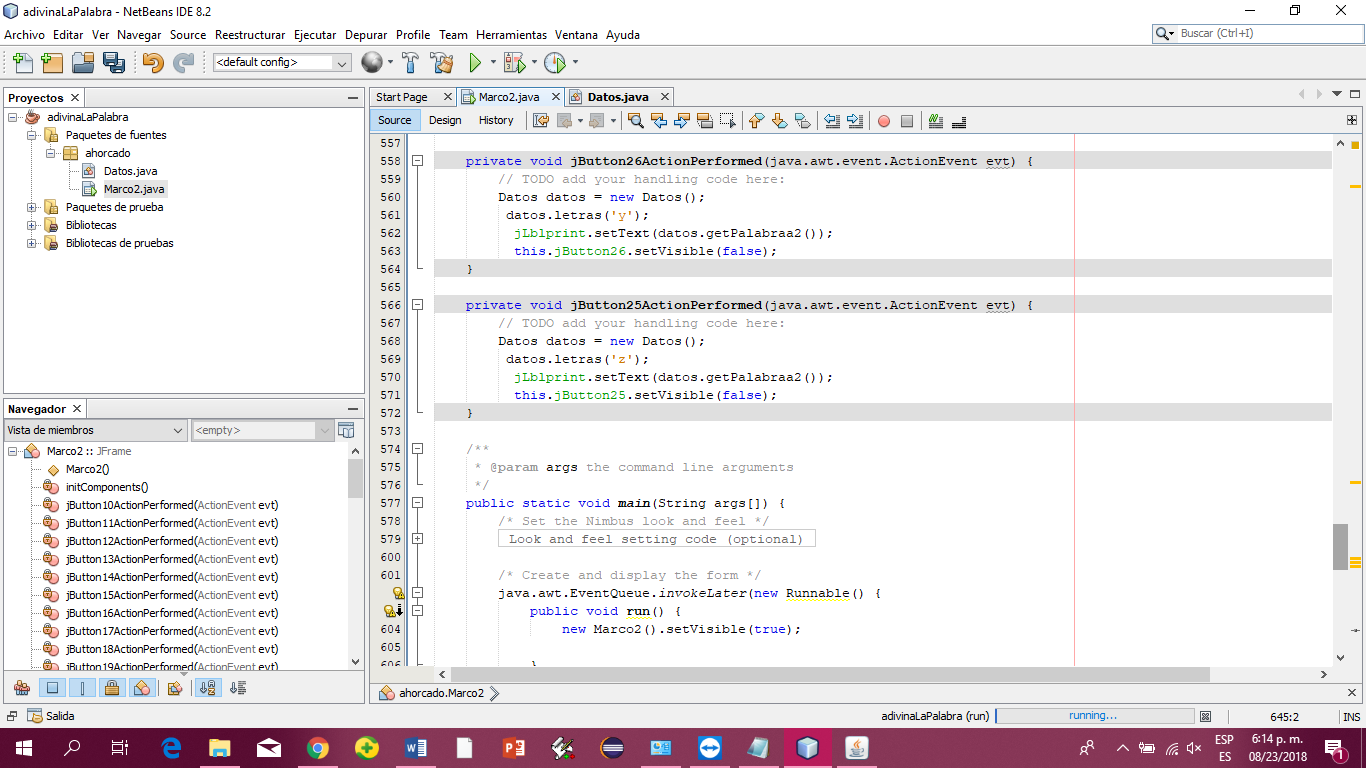 adivinaLaPalabra - NetBeans IDE 8.2
Archivo Editar Ver Navegar Source Reestructurar Ejecutar Depurar Profile Team Herramientas Ventana Ayuda
Buscar (Ctrl+I)
<default config>
Proyectos
adivinaLaPalabra
Paquetes de fuentes
ahorcado
Datos.java
Marco2.java
Paquetes de prueba
Bibliotecas
Bibliotecas de pruebas
Navegador
Vista de miembros
<empty>
Marco2 :: JFrame
Marco2()
initComponents()
jButton10ActionPerformed(ActionEvent evt)
jButton11ActionPerformed(ActionEvent evt)
jButton12ActionPerformed(ActionEvent evt)
jButton13ActionPerformed(ActionEvent evt)
jButton14ActionPerformed(ActionEvent evt)
jButton15ActionPerformed(ActionEvent evt)
jButton16ActionPerformed(ActionEvent evt)
jButton17ActionPerformed(ActionEvent evt)
jButton18ActionPerformed(ActionEvent evt)
jButton19ActionPerformed(ActionEvent evt)
Start Page Marco2.java Datos.java
Source Design History
557
558 private void jButton26ActionPerformed(java.awt.event.ActionEvent evt) {
559 // TODO add your handling code here:
560 Datos datos = new Datos();
561 datos.letras('y');
562 jLblprint.setText(datos.getPalabraa2());
563 this.jButton26.setVisible(false);
564 }
565
566 private void jButton25ActionPerformed(java.awt.event.ActionEvent evt) {
567 // TODO add your handling code here:
568 Datos datos = new Datos();
569 datos.letras('z');
570 jLblprint.setText(datos.getPalabraa2());
571 this.jButton25.setVisible(false);
572 }
573
574 /**
575 * @param args the command line arguments
576 */
577 public static void main(String args[]) {
578 /* Set the Nimbus look and feel */
579 Look and feel setting code (optional)
600
601 /* Create and display the form */
java.awt.EventQueue.invokeLater(new Runnable() {
public void run() {
604 new Marco2().setVisible(true);
605
606 }
ahorcado.Marco2
Salida
adivinaLaPalabra (run) running... 645:2 INS
ESP 6:14 p. m.
ES 08/23/2018
1